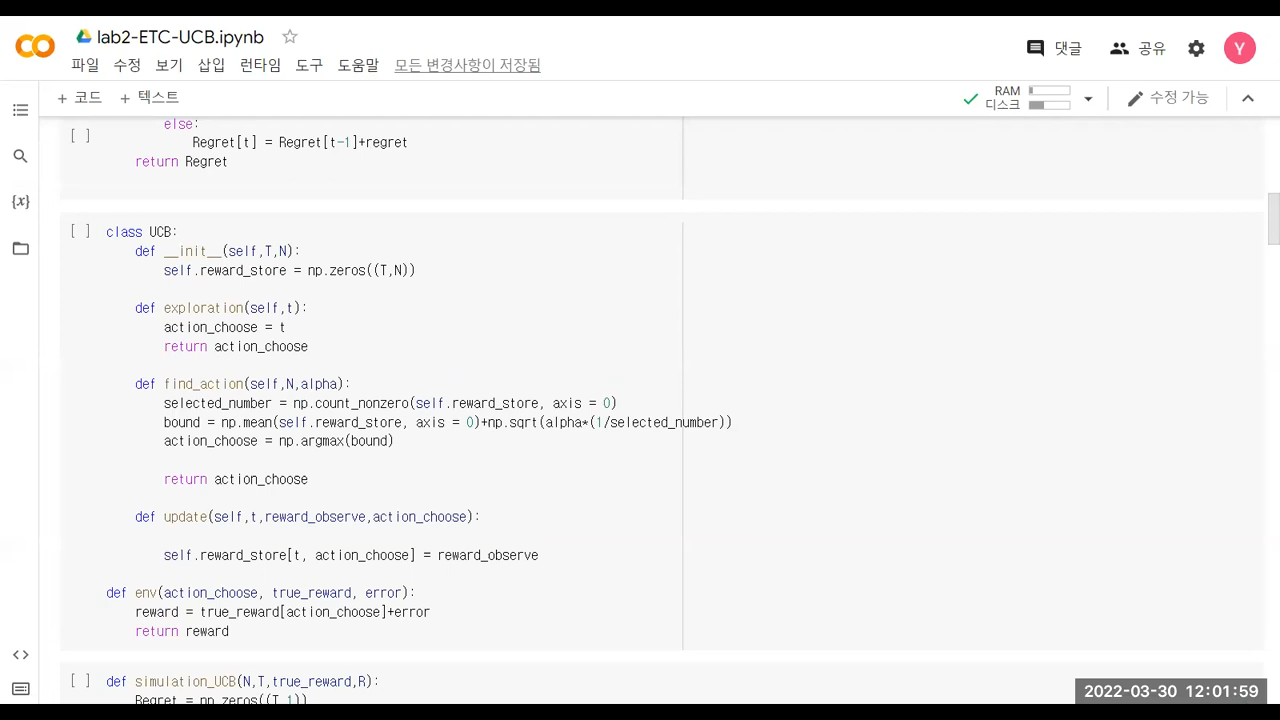 lab2-ETC-UCB.ipynb
댓글 공유 Y
파일 수정 보기 삽입 런타임 도구 도움말 모든 변경사항이 저장됨
+ 코드 + 텍스트 RAM 디스크 수정 가능
{x}
else:
[ ] Regret[t] = Regret[t-1]+regret
return Regret
[ ] class UCB:
def __init__(self,T,N):
self.reward_store = np.zeros((T,N))
def exploration(self,t):
action_choose = t
return action_choose
def find_action(self,N,alpha):
selected_number = np.count_nonzero(self.reward_store, axis = 0)
bound = np.mean(self.reward_store, axis = 0)+np.sqrt(alpha*(1/selected_number))
action_choose = np.argmax(bound)
return action_choose
def update(self,t,reward_observe,action_choose):
self.reward_store[t, action_choose] = reward_observe
def env(action_choose, true_reward, error):
reward = true_reward[action_choose]+error
return reward
[ ] def simulation_UCB(N,T,true_reward,R):
Regret = np.zeros((T,1))
2022-03-30 12:01:59